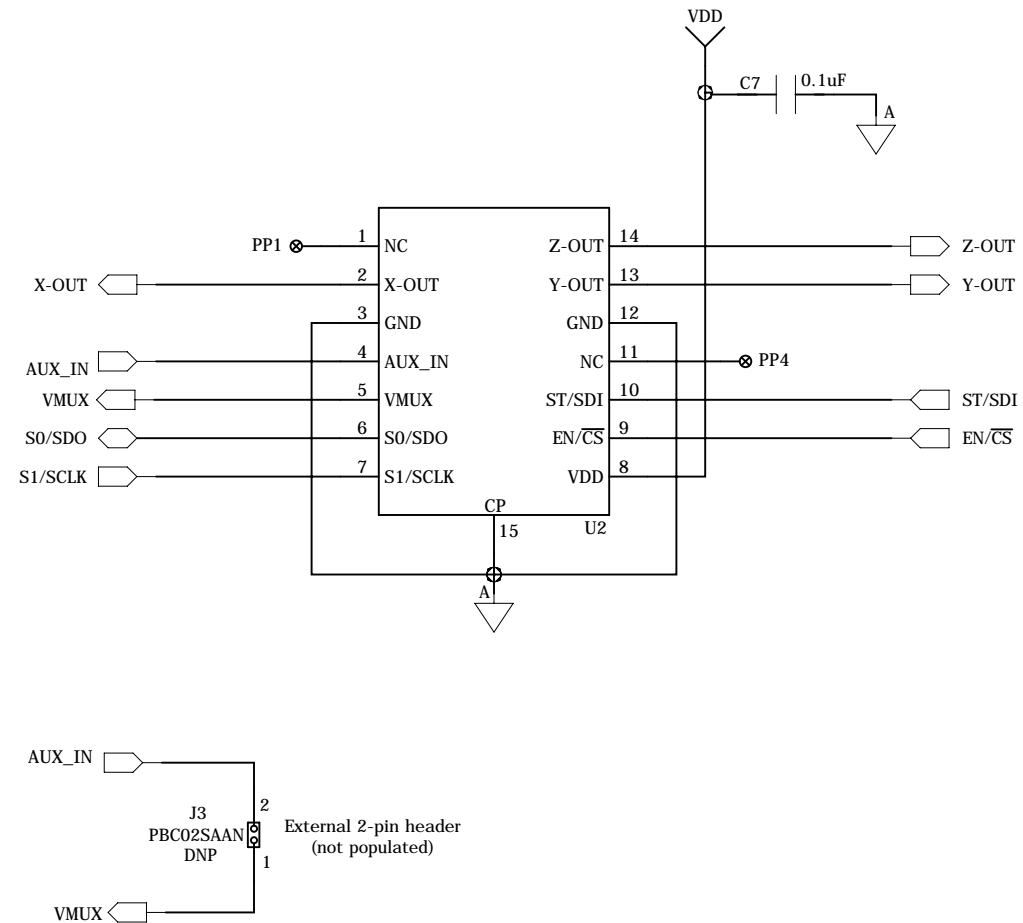 VDD
C7 0.1uF
A
PP1 1 NC Z-OUT 14 Z-OUT
X-OUT 2 X-OUT Y-OUT 13 Y-OUT
3 GND GND 12
AUX_IN 4 AUX_IN NC 11 PP4
VMUX 5 VMUX ST/SDI 10 ST/SDI
S0/SDO 6 S0/SDO EN/C̅S̅ 9 EN/C̅S̅
S1/SCLK 7 S1/SCLK VDD 8
CP
15 U2
A
AUX_IN
2
J3
PBC02SAAN
DNP
1
External 2-pin header
(not populated)
VMUX